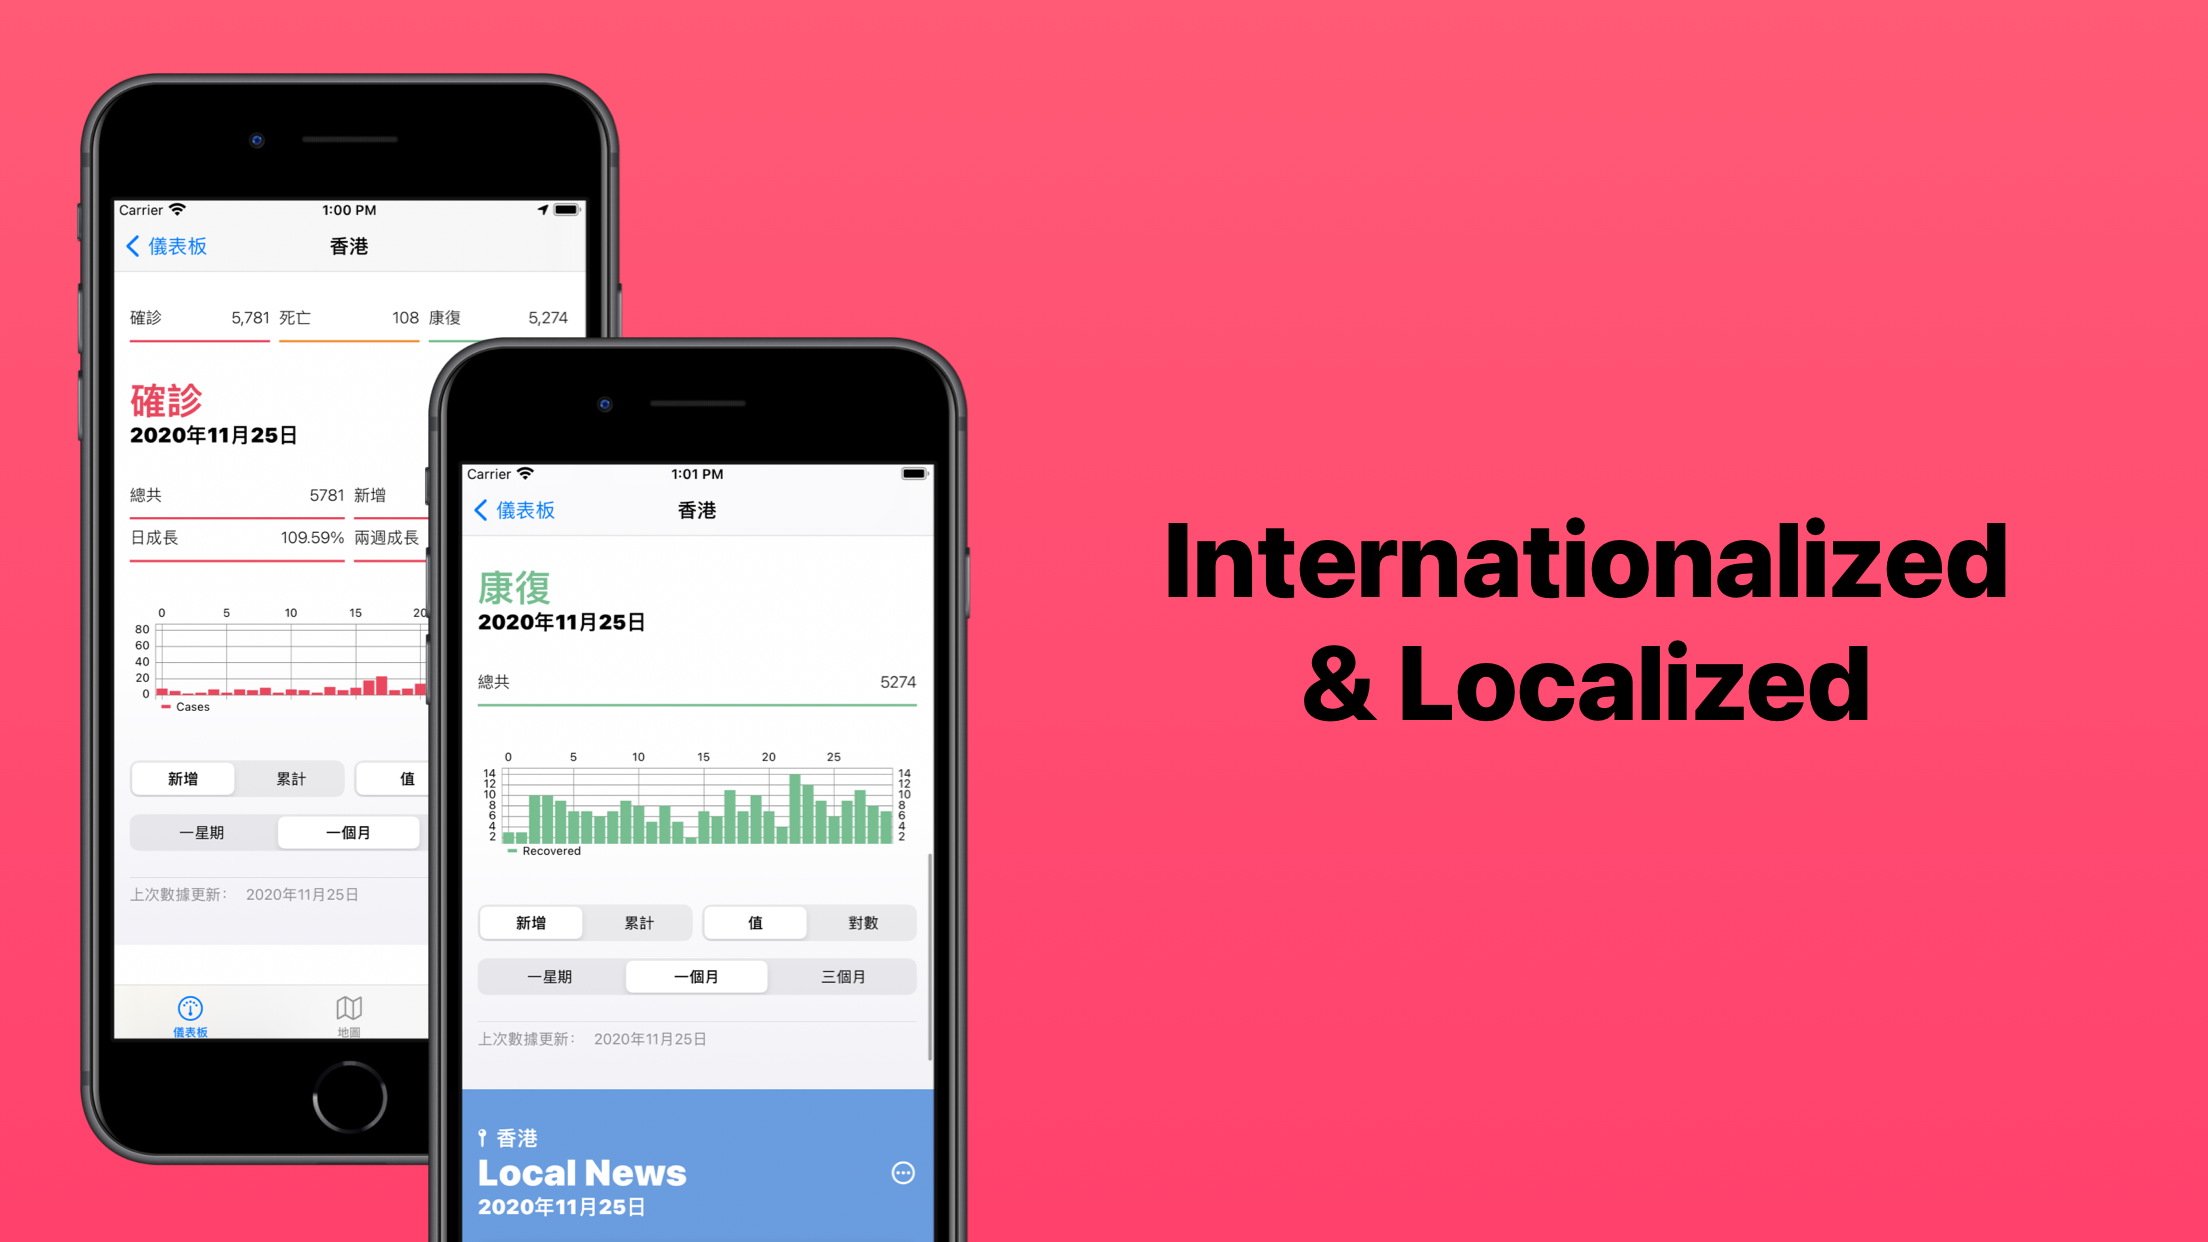 Carrier 1:00 PM
儀表板 香港
確診 5,781 死亡 108 康復 5,274
確診
2020年11月25日
總共 5781 新增
日成長 109.59% 兩週成長
0 5 10 15 20
80
60
40
20
0
Cases
新增 累計 值
一星期 一個月
上次數據更新： 2020年11月25日
儀表板 地圖
Carrier 1:01 PM
儀表板 香港
康復
2020年11月25日
總共 5274
0 5 10 15 20 25
14 14
12 12
10 10
8 8
6 6
4 4
2 2
Recovered
新增 累計 值 對數
一星期 一個月 三個月
上次數據更新： 2020年11月25日
香港
Local News
2020年11月25日
Internationalized
& Localized